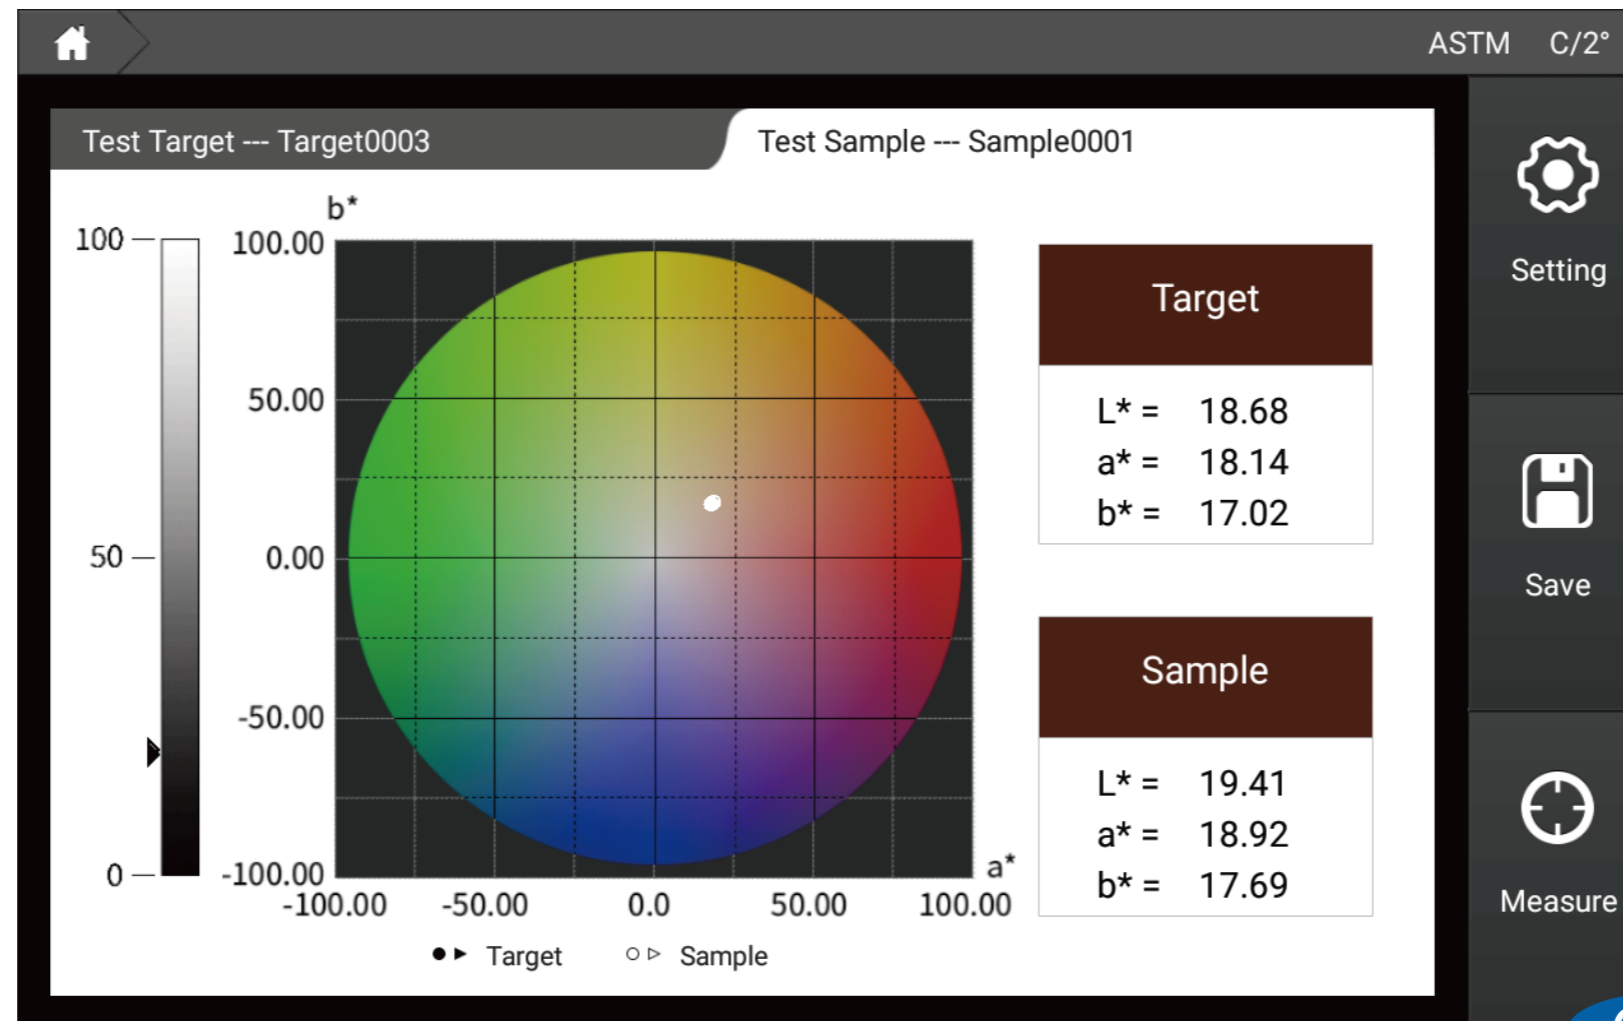 ASTM C/2°
Test Target --- Target0003
Test Sample --- Sample0001
b*
100
50
0
100.00
50.00
0.00
-50.00
-100.00
-100.00 -50.00 0.0 50.00 100.00
a*
Target
Sample
Target
L* = 18.68
a* = 18.14
b* = 17.02
Sample
L* = 19.41
a* = 18.92
b* = 17.69
Setting
Save
Measure